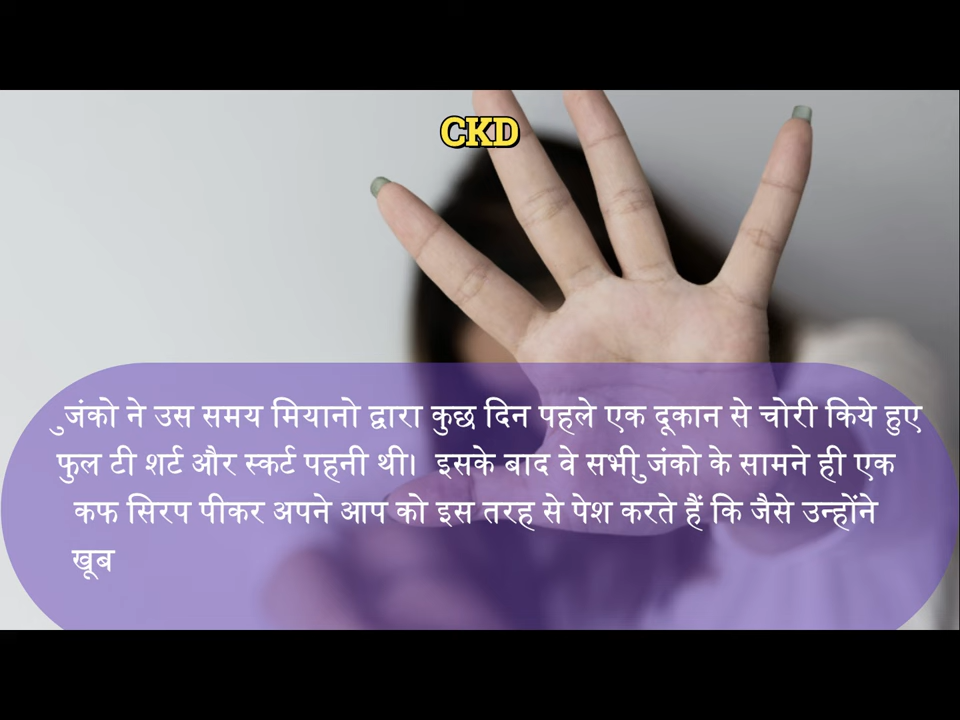 CKD
जुंको ने उस समय मियानो द्वारा कुछ दिन पहले एक दूकान से चोरी किये हुए
फुल टी शर्ट और स्कर्ट पहनी थी। इसके बाद वे सभी जुंको के सामने ही एक
कफ सिरप पीकर अपने आप को इस तरह से पेश करते हैं कि जैसे उन्होंने
खूब